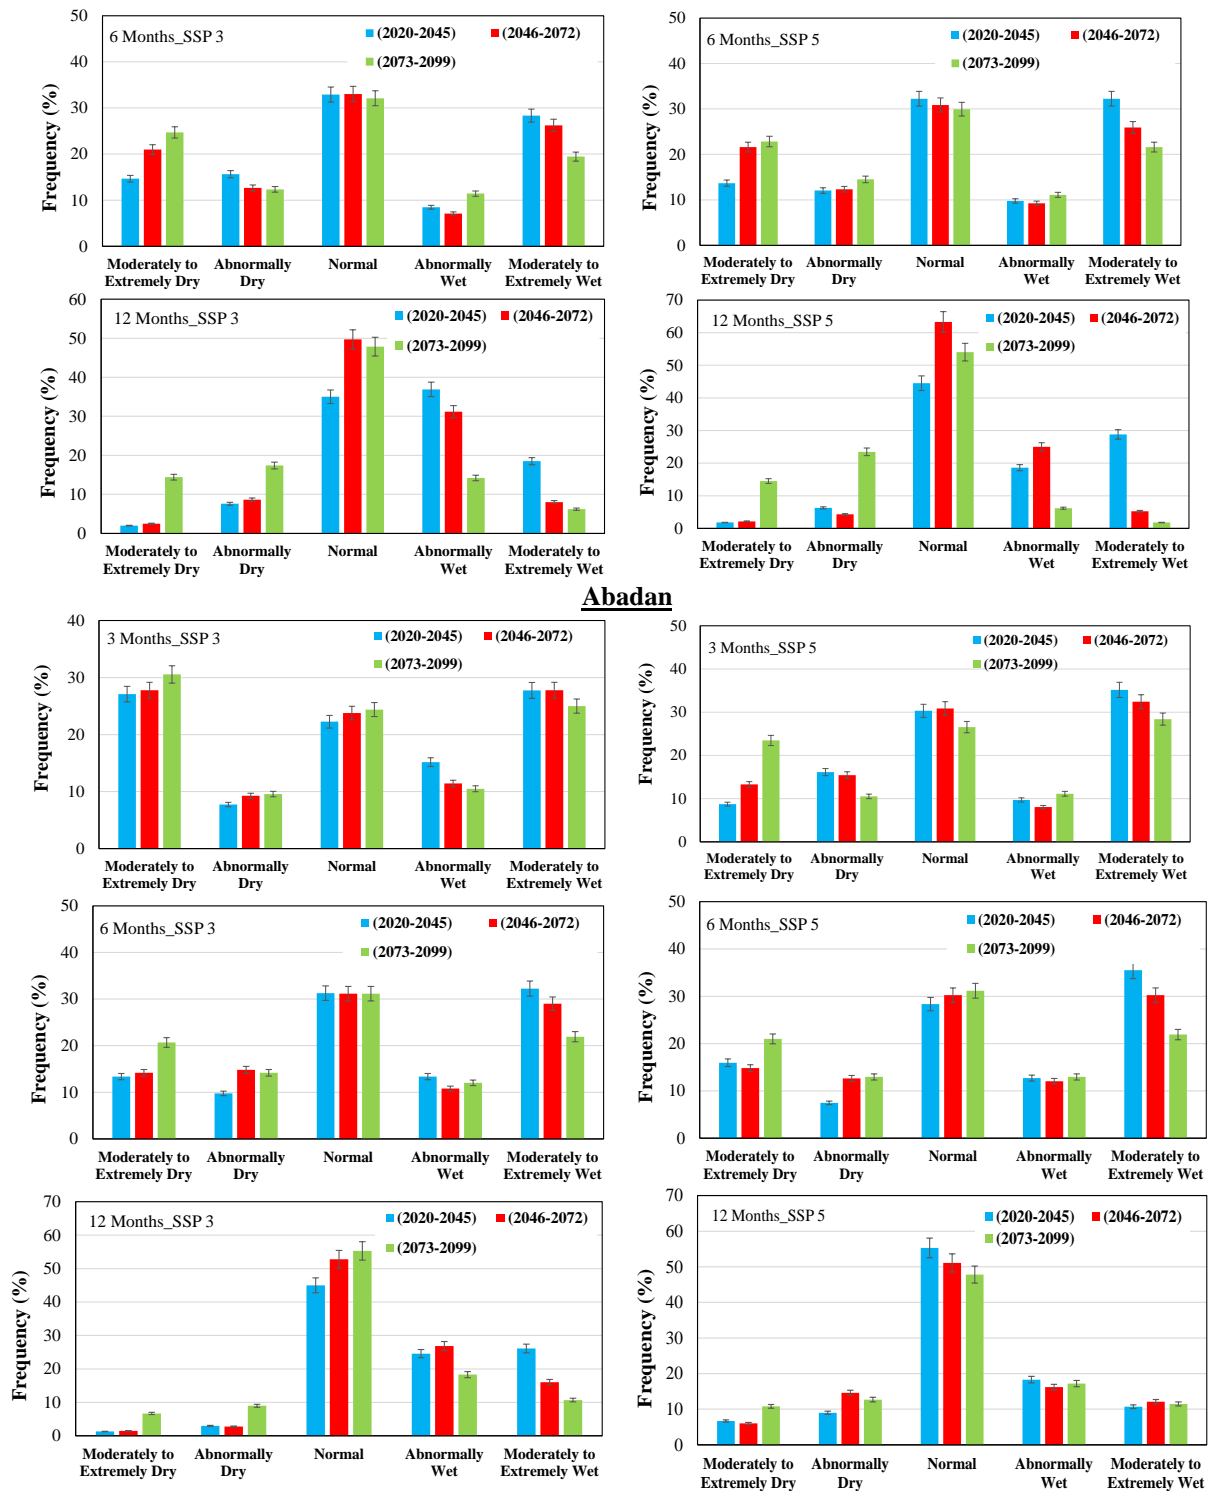 6 Months_SSP 3
(2020-2045)
(2046-2072)
(2073-2099)
Frequency (%)
50
40
30
20
10
0
Moderately to Extremely Dry
Abnormally Dry
Normal
Abnormally Wet
Moderately to Extremely Wet
6 Months_SSP 5
(2020-2045)
(2046-2072)
(2073-2099)
Frequency (%)
50
40
30
20
10
0
Moderately to Extremely Dry
Abnormally Dry
Normal
Abnormally Wet
Moderately to Extremely Wet
12 Months_SSP 3
(2020-2045)
(2046-2072)
(2073-2099)
Frequency (%)
60
50
40
30
20
10
0
Moderately to Extremely Dry
Abnormally Dry
Normal
Abnormally Wet
Moderately to Extremely Wet
12 Months_SSP 5
(2020-2045)
(2046-2072)
(2073-2099)
Frequency (%)
70
60
50
40
30
20
10
0
Moderately to Extremely Dry
Abnormally Dry
Normal
Abnormally Wet
Moderately to Extremely Wet
Abadan
3 Months_SSP 3
(2020-2045)
(2046-2072)
(2073-2099)
Frequency (%)
40
30
20
10
0
Moderately to Extremely Dry
Abnormally Dry
Normal
Abnormally Wet
Moderately to Extremely Wet
3 Months_SSP 5
(2020-2045)
(2046-2072)
(2073-2099)
Frequency (%)
50
40
30
20
10
0
Moderately to Extremely Dry
Abnormally Dry
Normal
Abnormally Wet
Moderately to Extremely Wet
6 Months_SSP 3
(2020-2045)
(2046-2072)
(2073-2099)
Frequency (%)
50
40
30
20
10
0
Moderately to Extremely Dry
Abnormally Dry
Normal
Abnormally Wet
Moderately to Extremely Wet
6 Months_SSP 5
(2020-2045)
(2046-2072)
(2073-2099)
Frequency (%)
50
40
30
20
10
0
Moderately to Extremely Dry
Abnormally Dry
Normal
Abnormally Wet
Moderately to Extremely Wet
12 Months_SSP 3
(2020-2045)
(2046-2072)
(2073-2099)
Frequency (%)
70
60
50
40
30
20
10
0
Moderately to Extremely Dry
Abnormally Dry
Normal
Abnormally Wet
Moderately to Extremely Wet
12 Months_SSP 5
(2020-2045)
(2046-2072)
(2073-2099)
Frequency (%)
70
60
50
40
30
20
10
0
Moderately to Extremely Dry
Abnormally Dry
Normal
Abnormally Wet
Moderately to Extremely Wet